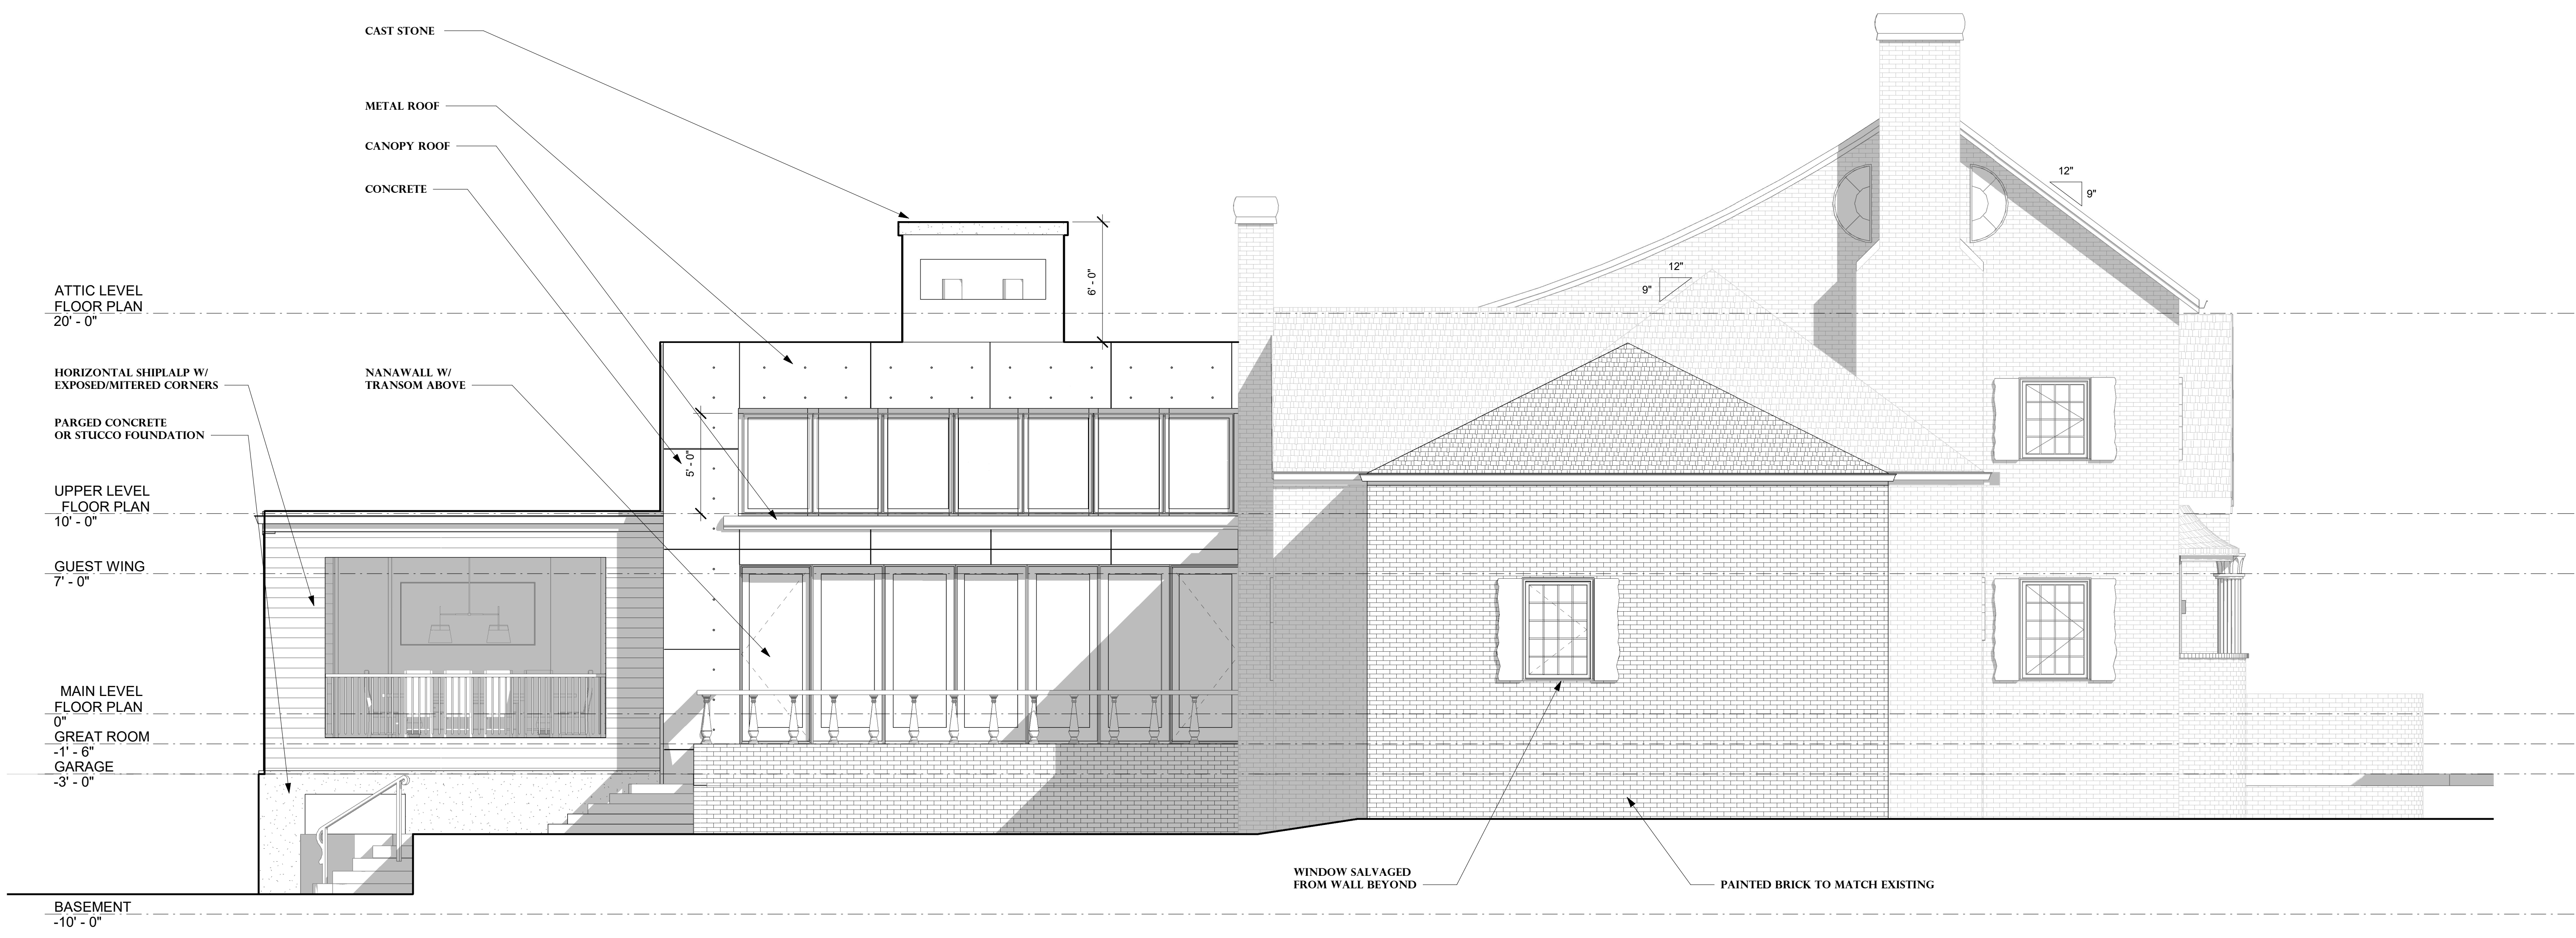 CAST STONE
METAL ROOF
CANOPY ROOF
CONCRETE
12"
9"
12"
9"
6' - 0"
ATTIC LEVEL
FLOOR PLAN
20' - 0"
HORIZONTAL SHIPLALP W/
EXPOSED/MITERED CORNERS
NANAWALL W/
TRANSOM ABOVE
PARGED CONCRETE
OR STUCCO FOUNDATION
5' - 0"
UPPER LEVEL
FLOOR PLAN
10' - 0"
GUEST WING
7' - 0"
MAIN LEVEL
FLOOR PLAN
0"
GREAT ROOM
-1' - 6"
GARAGE
-3' - 0"
WINDOW SALVAGED
FROM WALL BEYOND
PAINTED BRICK TO MATCH EXISTING
BASEMENT
-10' - 0"